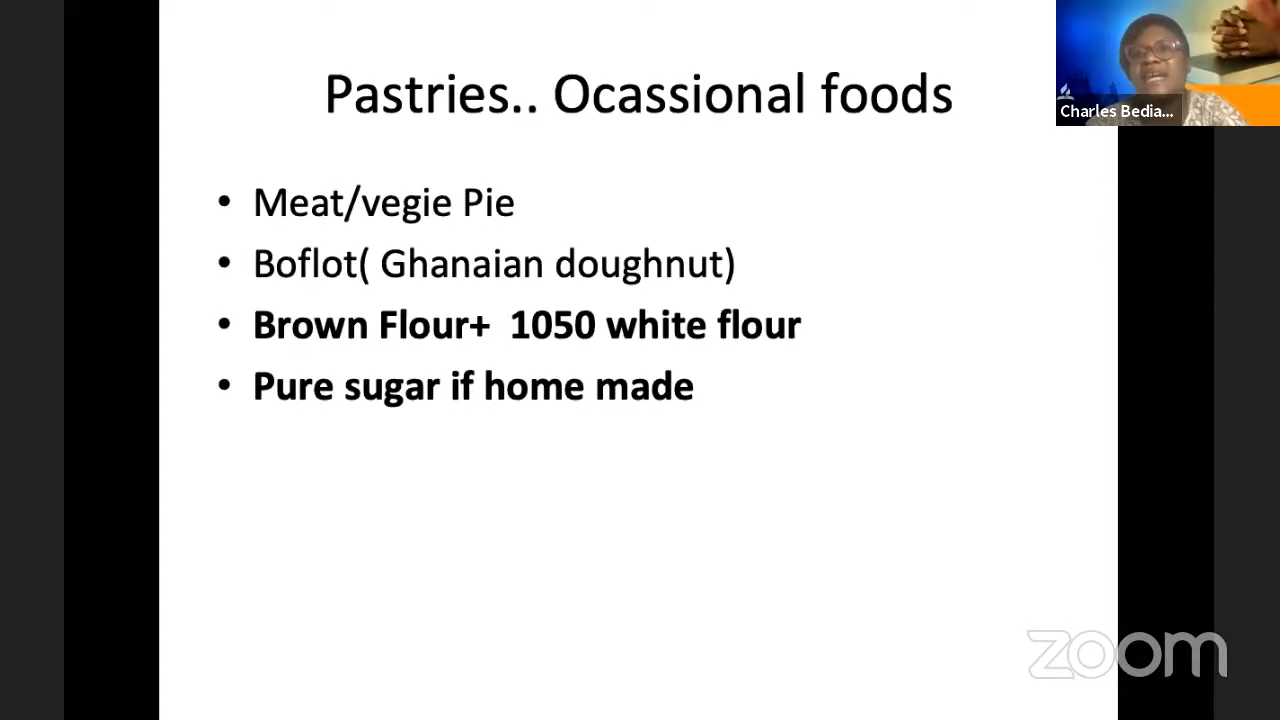 Pastries.. Ocassional foods
Charles Bedia...
• Meat/vegie Pie
• Boflot( Ghanaian doughnut)
• Brown Flour+ 1050 white flour
• Pure sugar if home made
zoom